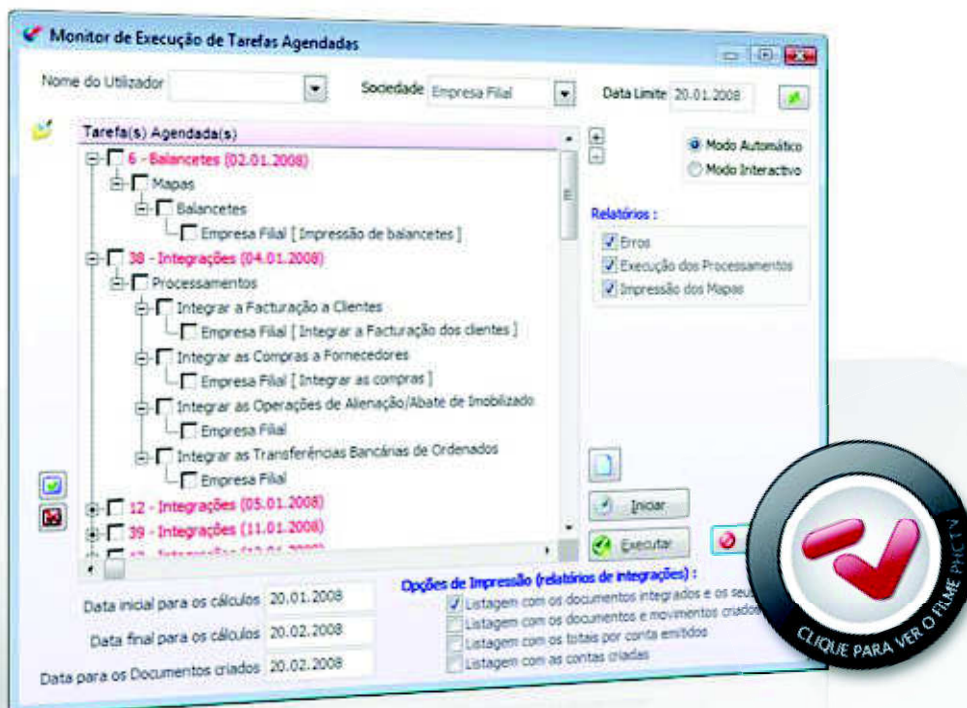 Monitor de Execução de Tarefas Agendadas
Nome do Utilizador
Sociedade Empresa Filial
Data Limite 20.01.2008
Tarefa(s) Agendada(s)
6 - Balancetes (02.01.2008)
Mapas
Balancetes
Empresa Filial [ Impressão de balancetes ]
38 - Integrações (04.01.2008)
Processamentos
Integrar a Facturação a Clientes
Empresa Filial [ Integrar a Facturação dos clientes ]
Integrar as Compras a Fornecedores
Empresa Filial [ Integrar as compras ]
Integrar as Operações de Alienação/Abate de Imobilizado
Empresa Filial
Integrar as Transferências Bancárias de Ordenados
Empresa Filial
12 - Integrações (05.01.2008)
39 - Integrações (11.01.2008)
Modo Automático
Modo Interactivo
Relatórios :
Erros
Execução dos Processamentos
Impressão dos Mapas
Iniciar
Executar
Data inicial para os cálculos 20.01.2008
Data final para os cálculos 20.02.2008
Data para os Documentos criados 20.02.2008
Opções de Impressão (relatórios de integrações) :
Listagem com os documentos integrados e os seus
Listagem com os documentos e movimentos criados
Listagem com os totais por conta emitidos
Listagem com as contas criadas
CLIQUE PARA VER O FILME PHCTV